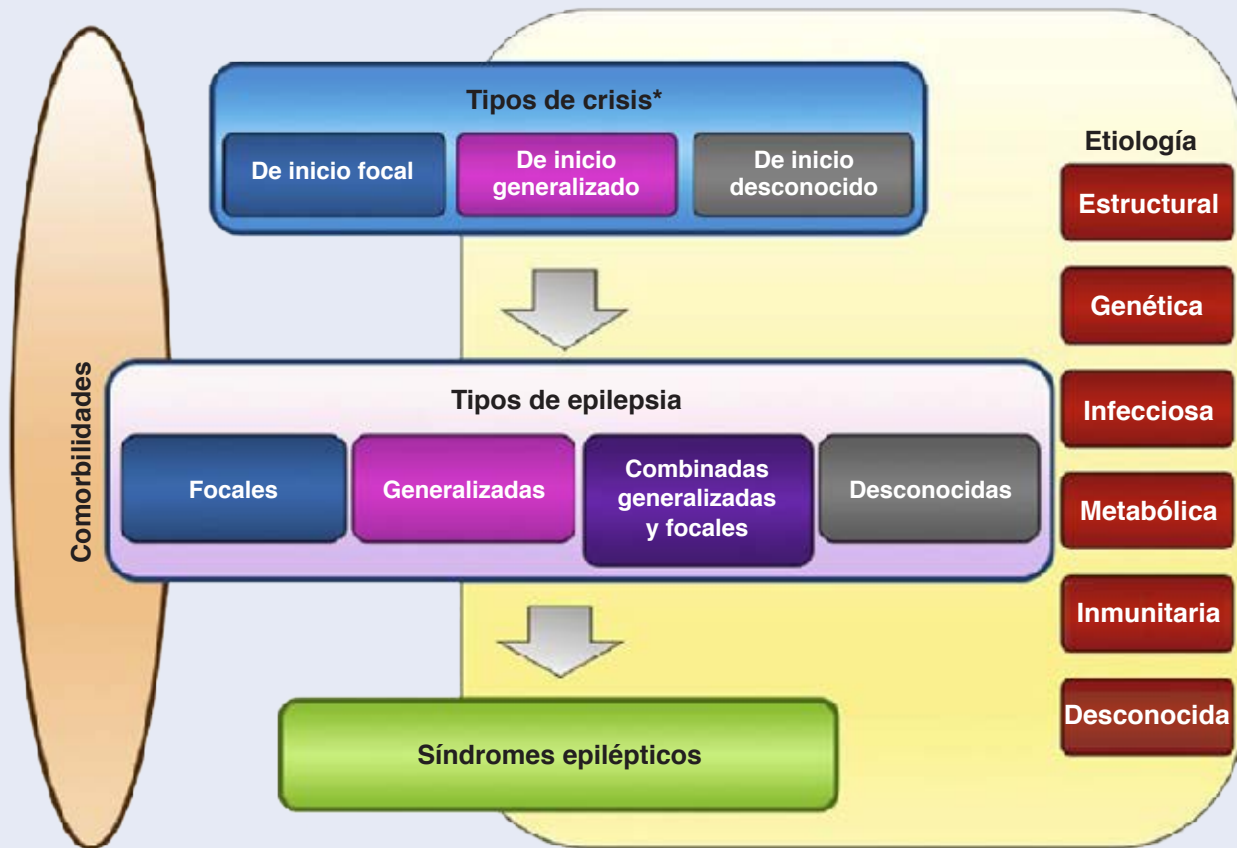 Tipos de crisis*
De inicio focal
De inicio
generalizado
De inicio
desconocido
Etiología
Estructural
Genética
Infecciosa
Metabólica
Inmunitaria
Desconocida
Comorbilidades
Tipos de epilepsia
Focales
Generalizadas
Combinadas
generalizadas
y focales
Desconocidas
Síndromes epilépticos